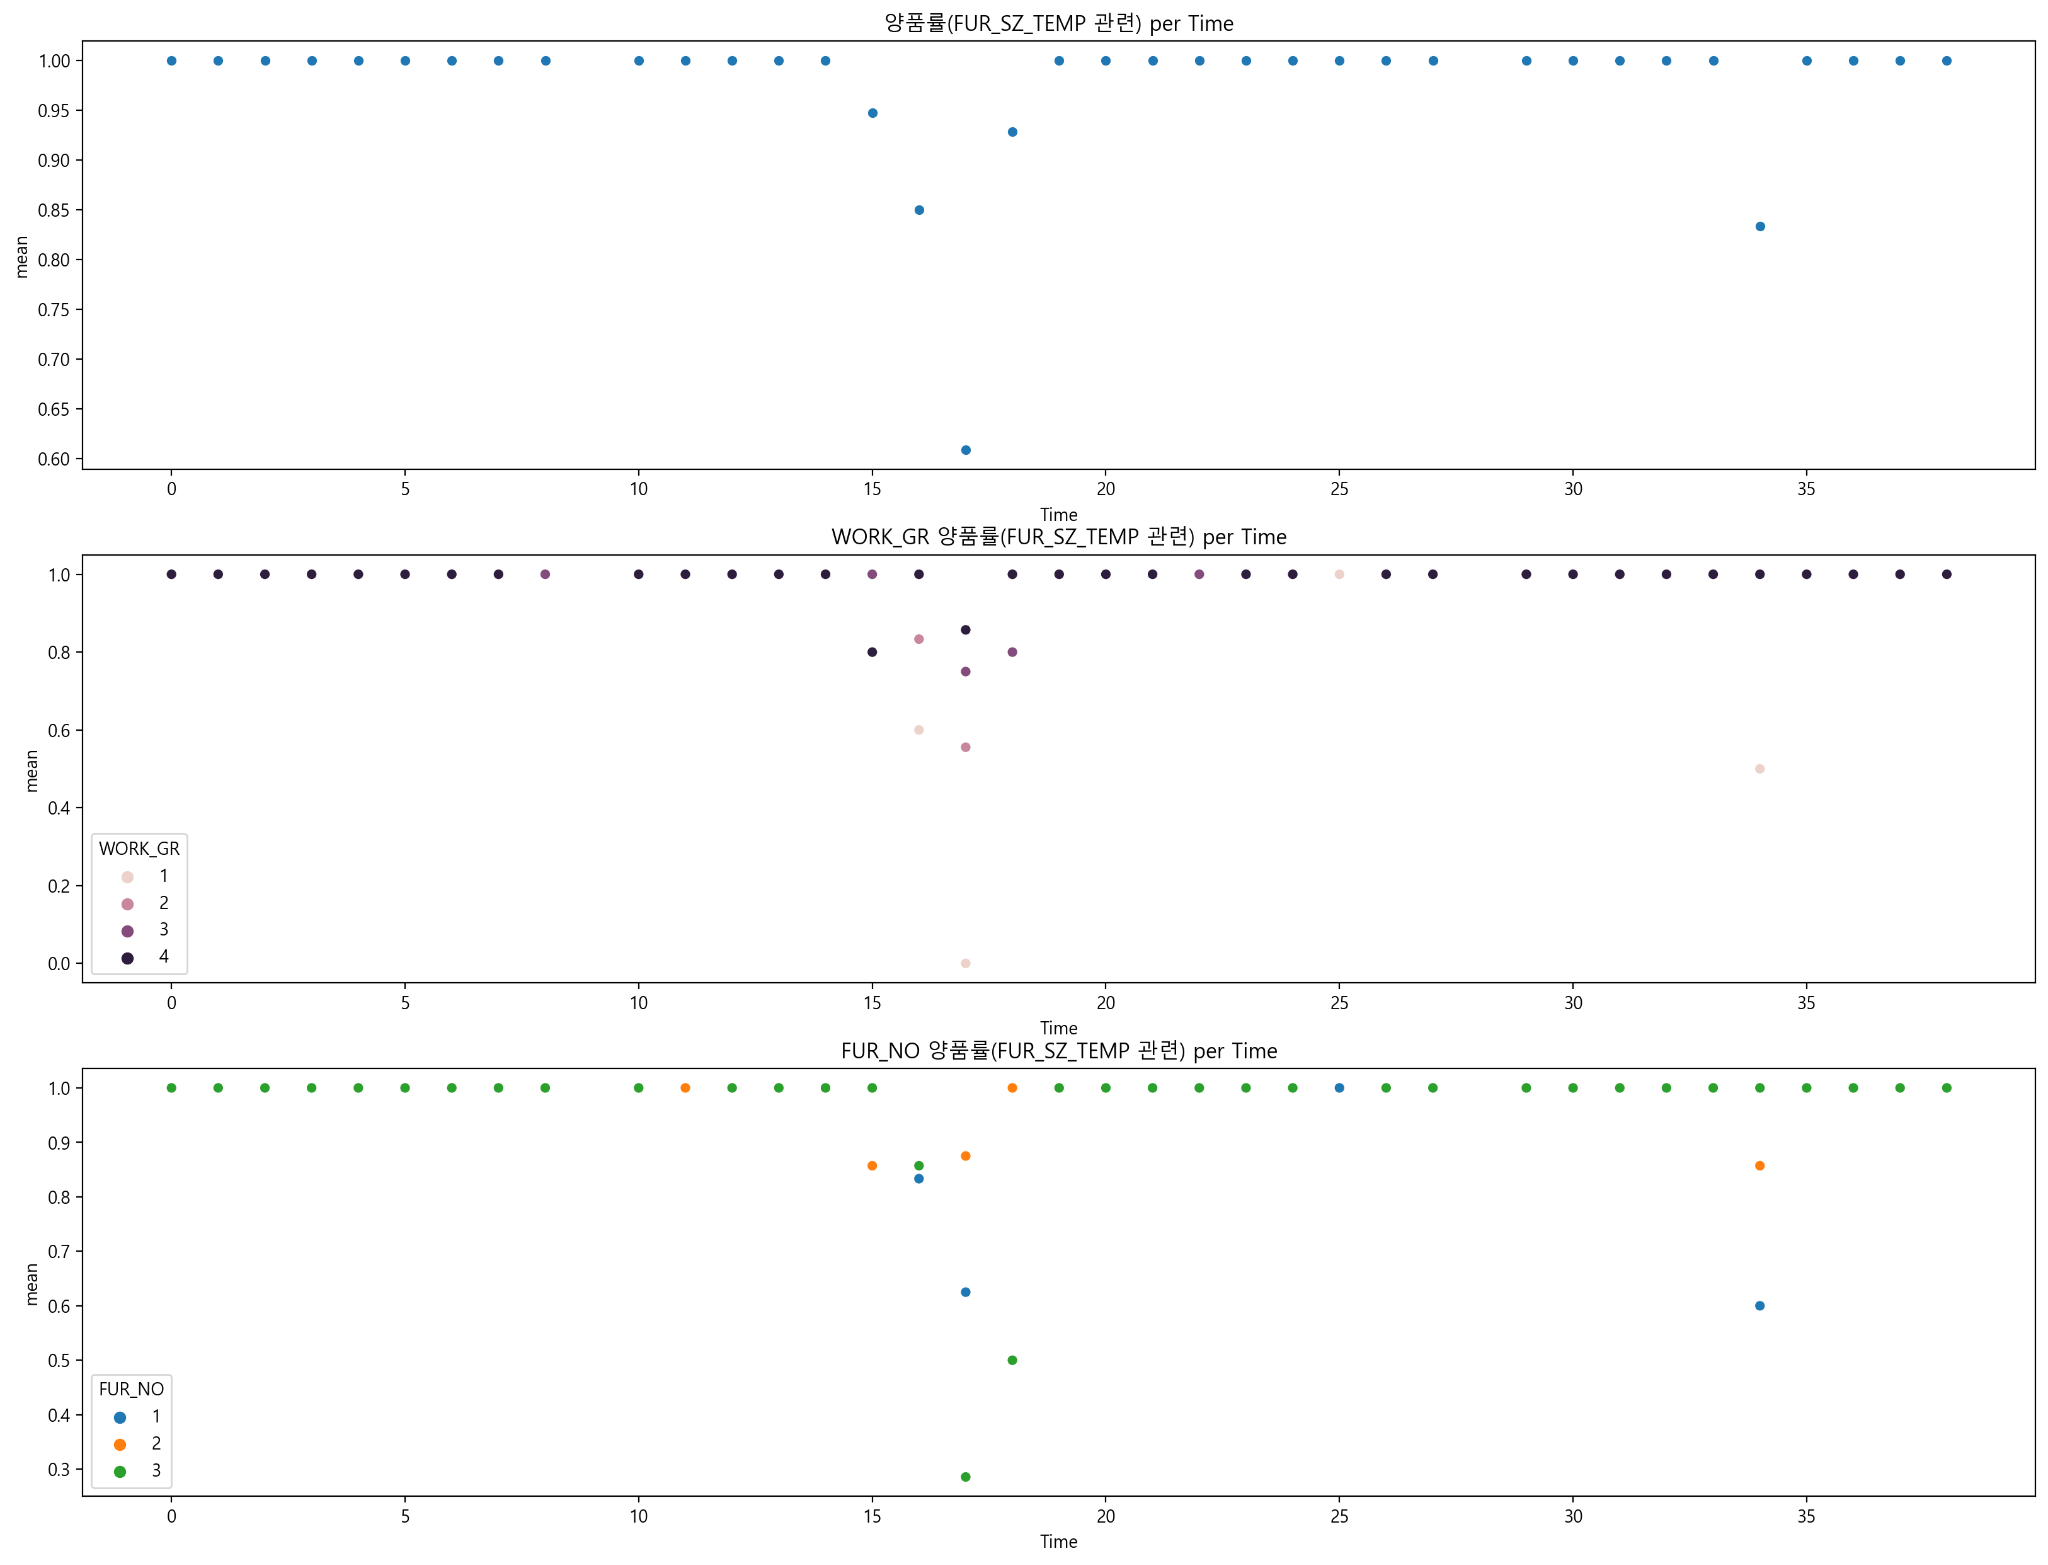 양품률(FUR_SZ_TEMP 관련) per Time
1.00
0.95
0.90
0.85
0.80
0.75
0.70
0.65
0.60
mean
0 5 10 15 20 25 30 35
Time
WORK_GR 양품률(FUR_SZ_TEMP 관련) per Time
1.0
0.8
0.6
0.4
0.2
0.0
mean
WORK_GR
1
2
3
4
0 5 10 15 20 25 30 35
Time
FUR_NO 양품률(FUR_SZ_TEMP 관련) per Time
1.0
0.9
0.8
0.7
0.6
0.5
0.4
0.3
mean
FUR_NO
1
2
3
0 5 10 15 20 25 30 35
Time